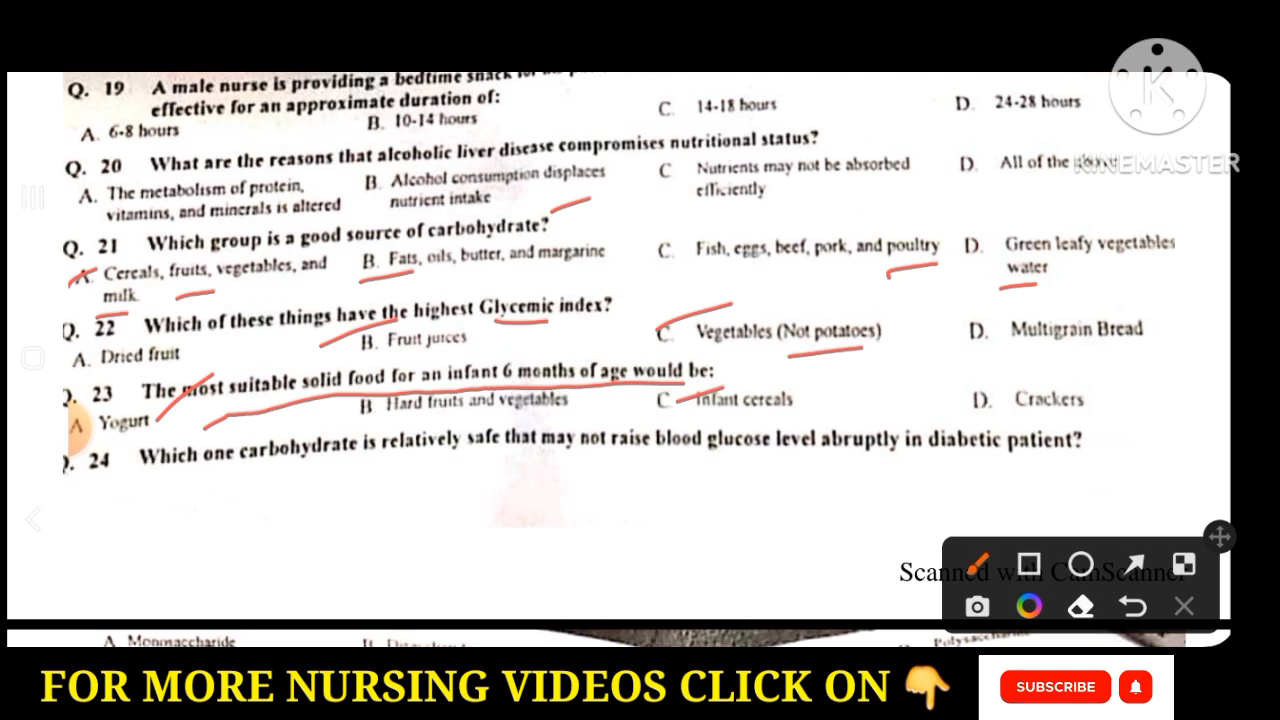 Q. 19 A male nurse is providing a bedtime snack for
effective for an approximate duration of:
A. 6-8 hours B. 10-14 hours C. 14-18 hours D. 24-28 hours
Q. 20 What are the reasons that alcoholic liver disease compromises nutritional status?
A. The metabolism of protein, B. Alcohol consumption displaces C Nutrients may not be absorbed D. All of the above
vitamins, and minerals is altered nutrient intake efficiently
Q. 21 Which group is a good source of carbohydrate?
A. Cereals, fruits, vegetables, and B. Fats, oils, butter, and margarine C. Fish, eggs, beef, pork, and poultry D. Green leafy vegetables
milk water
Q. 22 Which of these things have the highest Glycemic index?
A. Dried fruit B. Fruit juices C. Vegetables (Not potatoes) D. Multigrain Bread
Q. 23 The most suitable solid food for an infant 6 months of age would be:
A Yogurt B Hard fruits and vegetables C Infant cereals D. Crackers
Q. 24 Which one carbohydrate is relatively safe that may not raise blood glucose level abruptly in diabetic patient?
K
KINEMASTER
Scanned with CamScanner
A Monosaccharide
FOR MORE NURSING VIDEOS CLICK ON
SUBSCRIBE